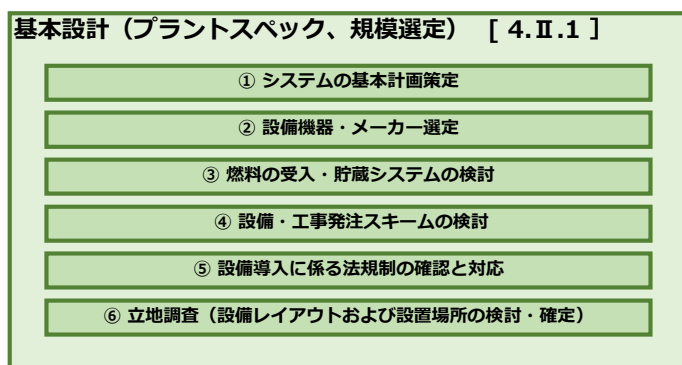 基本設計（プラントスペック、規模選定） [ 4.Ⅱ.1 ]
① システムの基本計画策定
② 設備機器・メーカー選定
③ 燃料の受入・貯蔵システムの検討
④ 設備・工事発注スキームの検討
⑤ 設備導入に係る法規制の確認と対応
⑥ 立地調査（設備レイアウトおよび設置場所の検討・確定）